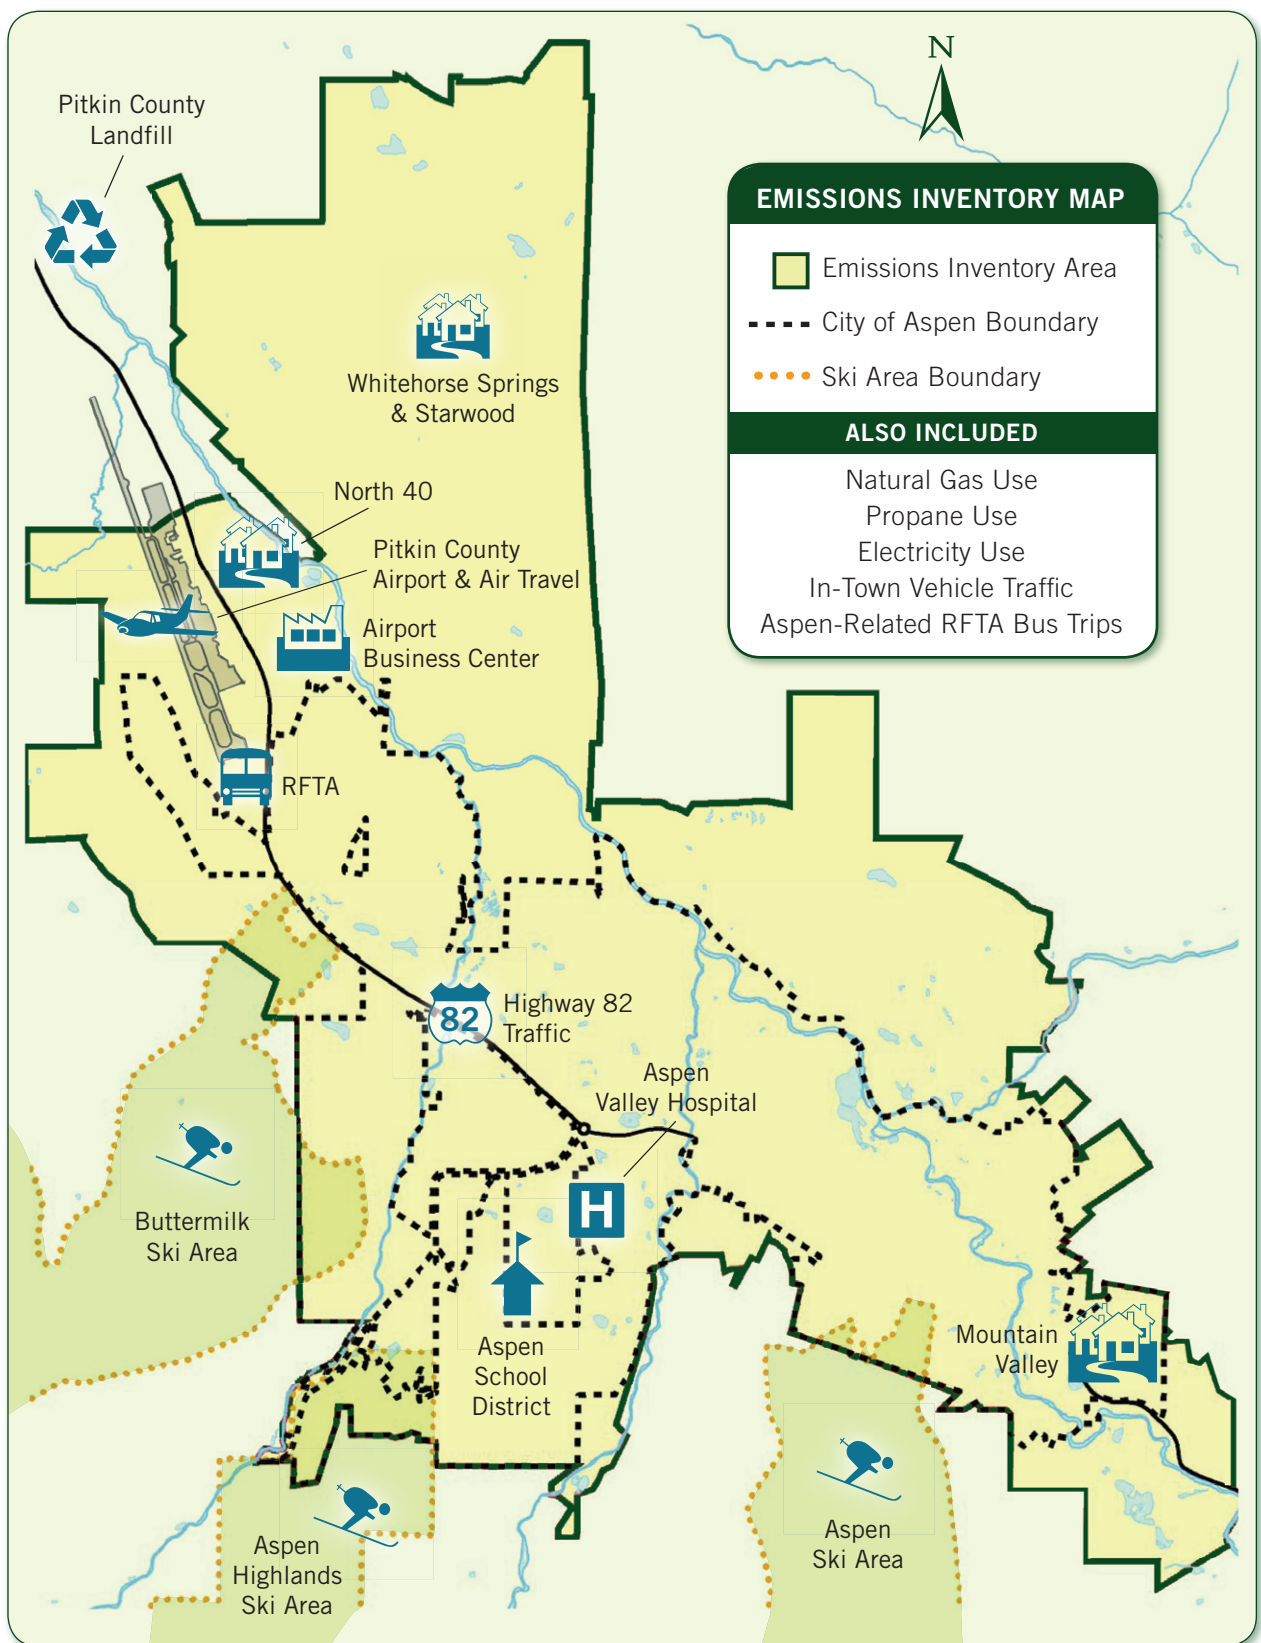 N
Pitkin County
Landfill
EMISSIONS INVENTORY MAP
Emissions Inventory Area
City of Aspen Boundary
Ski Area Boundary
ALSO INCLUDED
Natural Gas Use
Propane Use
Electricity Use
In-Town Vehicle Traffic
Aspen-Related RFTA Bus Trips
Whitehorse Springs
& Starwood
North 40
Pitkin County
Airport & Air Travel
Airport
Business Center
RFTA
82
Highway 82
Traffic
Aspen
Valley Hospital
H
Buttermilk
Ski Area
Aspen
School
District
Mountain
Valley
Aspen
Highlands
Ski Area
Aspen
Ski Area